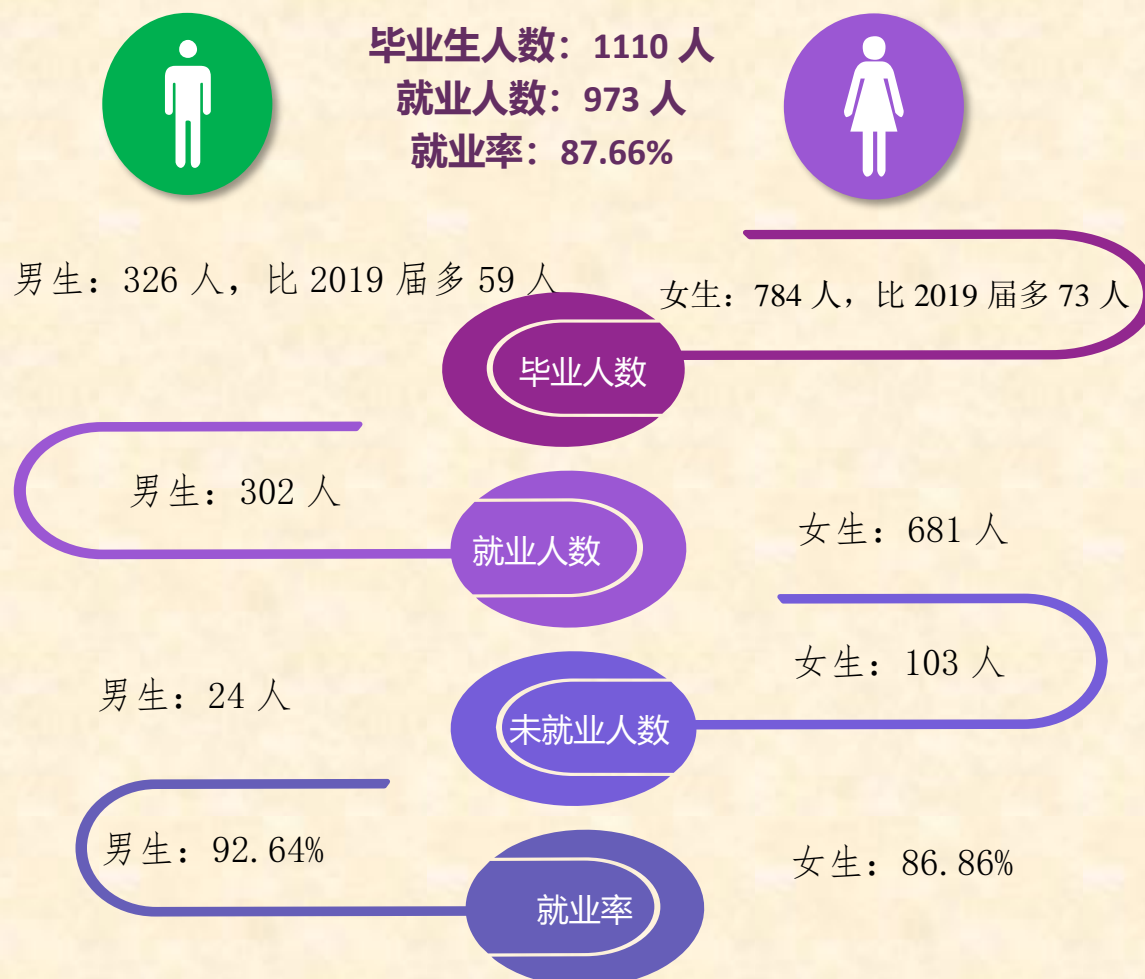 毕业生人数：1110 人
就业人数：973 人
就业率：87.66%
男生：326 人，比 2019 届多 59 人
女生：784 人，比 2019 届多 73 人
毕业人数
男生：302 人
就业人数
女生：681 人
男生：24 人
未就业人数
女生：103 人
男生：92.64%
就业率
女生：86.86%